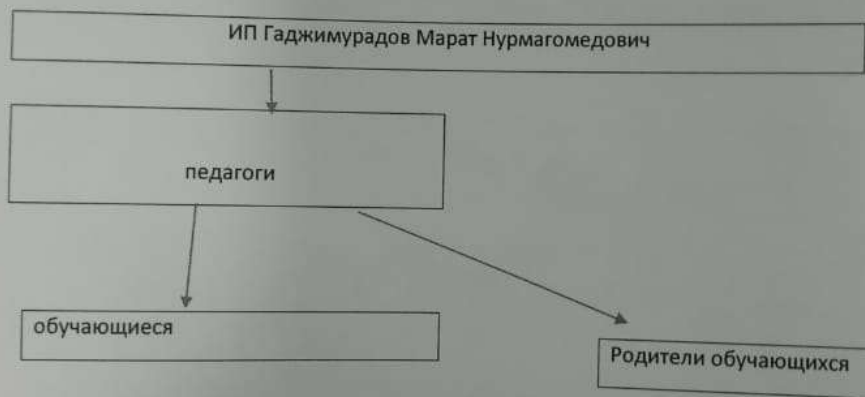 ИП Гаджимурадов Марат Нурмагомедович
педагоги
обучающиеся
Родители обучающихся